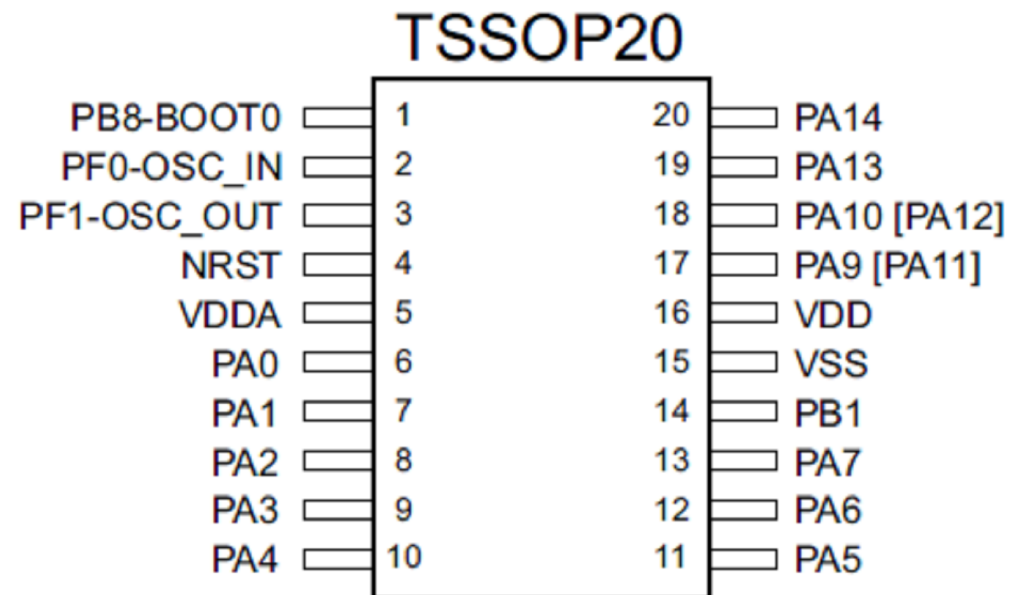 TSSOP20
PB8-BOOT0 1 20 PA14
PF0-OSC_IN 2 19 PA13
PF1-OSC_OUT 3 18 PA10 [PA12]
NRST 4 17 PA9 [PA11]
VDDA 5 16 VDD
PA0 6 15 VSS
PA1 7 14 PB1
PA2 8 13 PA7
PA3 9 12 PA6
PA4 10 11 PA5